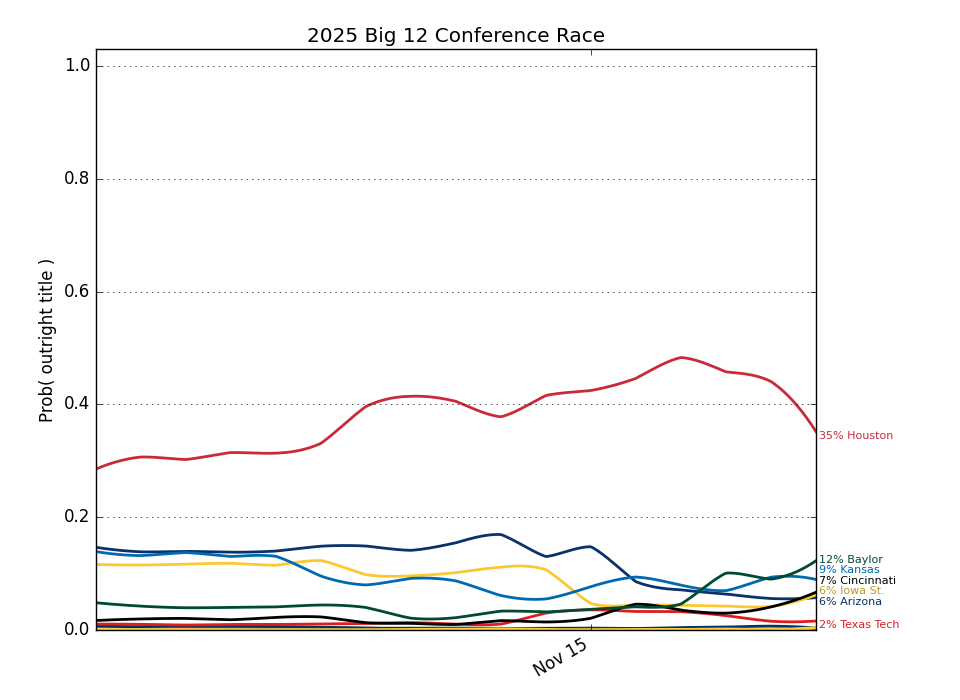 2025 Big 12 Conference Race
Prob( outright title )
1.0
0.8
0.6
0.4
0.2
0.0
Nov 15
35% Houston
12% Baylor
9% Kansas
7% Cincinnati
6% Iowa St.
6% Arizona
2% Texas Tech